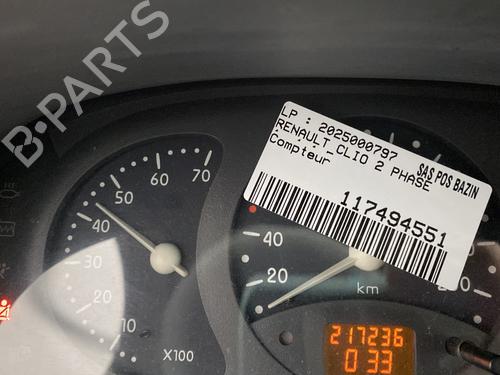 B-PARTS
LP : 2025000797
RENAULT CLIO 2 PHASE
Compteur
SAS POS BAZIN
117494551
70
60
50
40
30
10
X100
40
20
km
217236
033